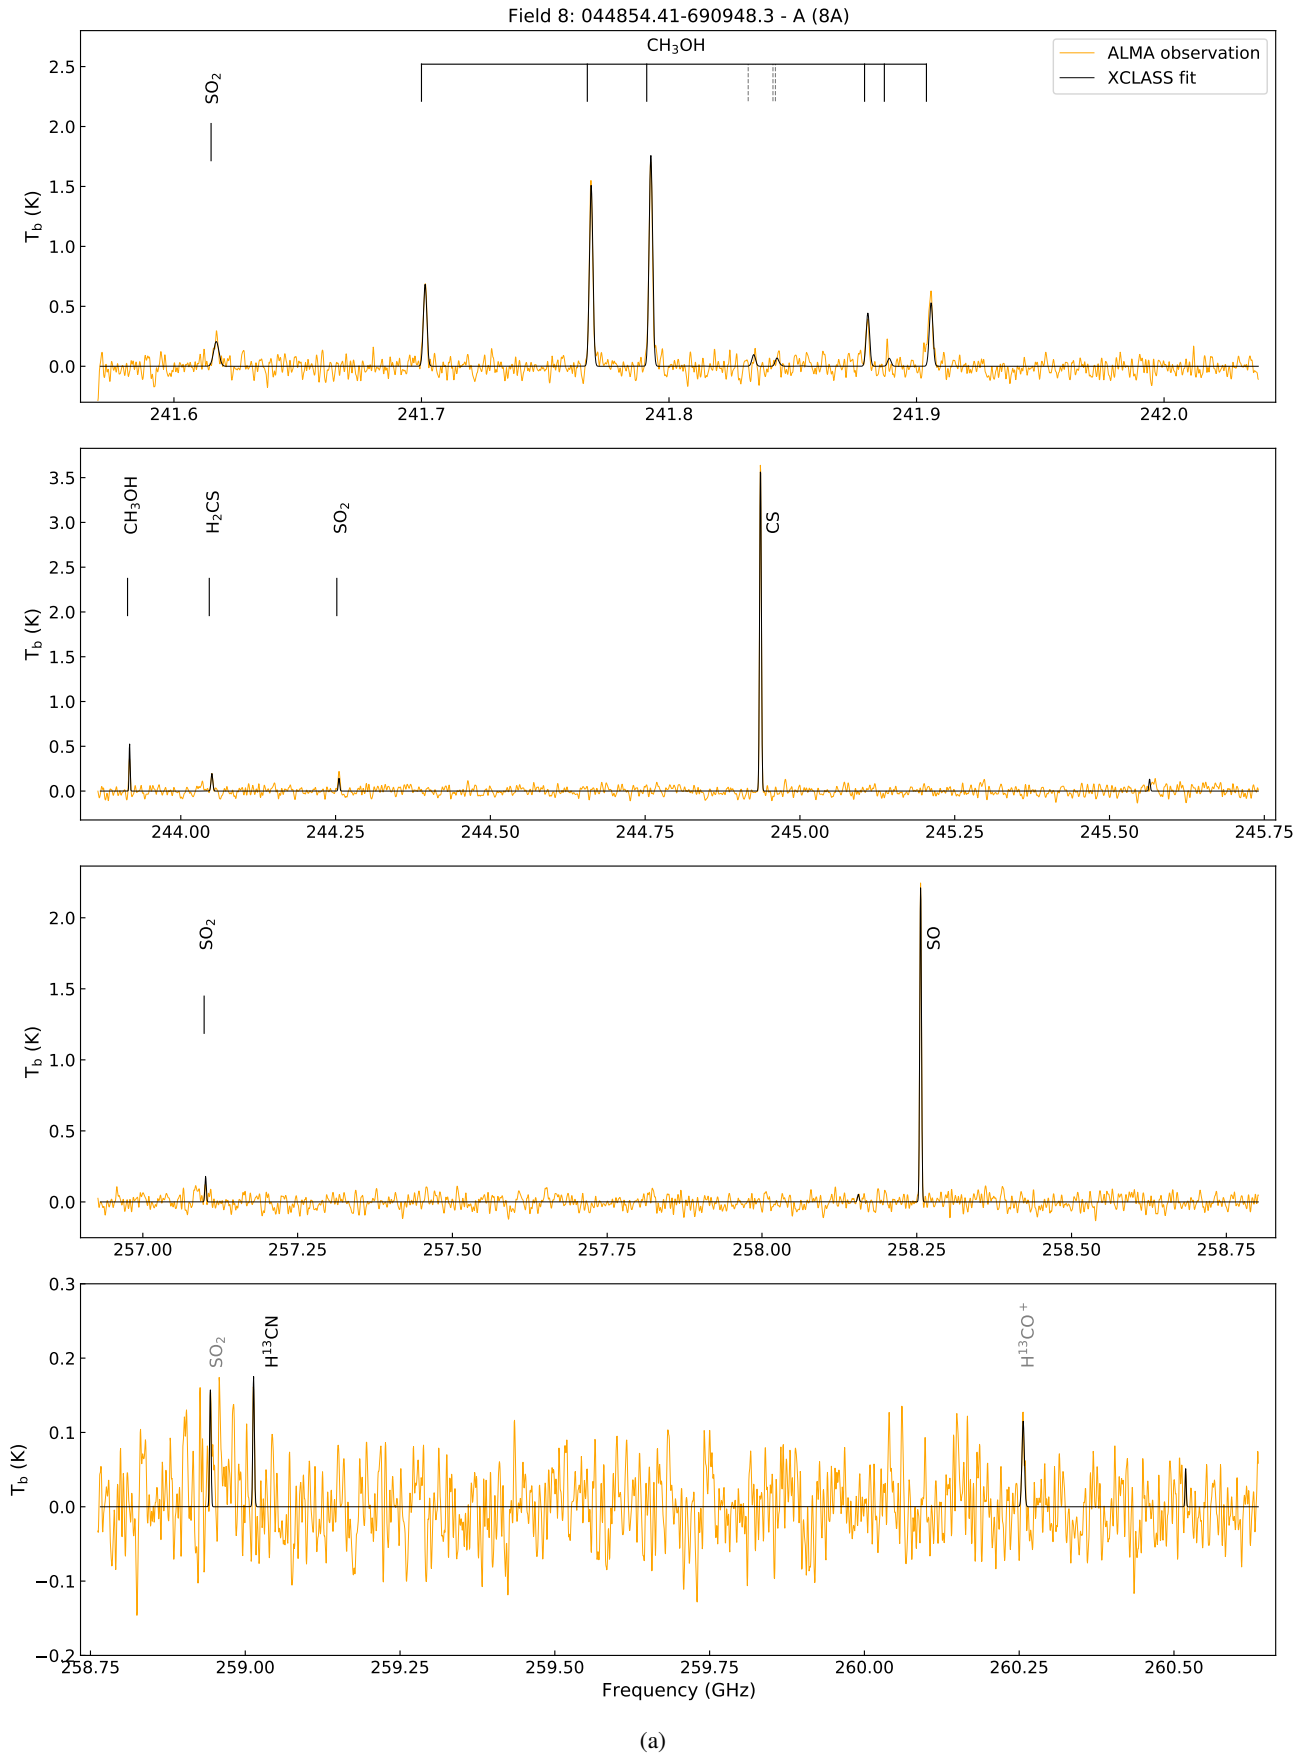 Field 8: 044854.41-690948.3 - A (8A)
CH₃OH
SO₂
ALMA observation
XCLASS fit
2.5
2.0
1.5
1.0
0.5
0.0
T_b (K)
241.6 241.7 241.8 241.9 242.0
CH₃OH
H₂CS
SO₂
CS
3.5
3.0
2.5
2.0
1.5
1.0
0.5
0.0
T_b (K)
244.00 244.25 244.50 244.75 245.00 245.25 245.50 245.75
SO₂
SO
2.0
1.5
1.0
0.5
0.0
T_b (K)
257.00 257.25 257.50 257.75 258.00 258.25 258.50 258.75
SO₂
H¹³CN
H¹³CO⁺
0.3
0.2
0.1
0.0
−0.1
−0.2
T_b (K)
258.75 259.00 259.25 259.50 259.75 260.00 260.25 260.50
Frequency (GHz)
(a)